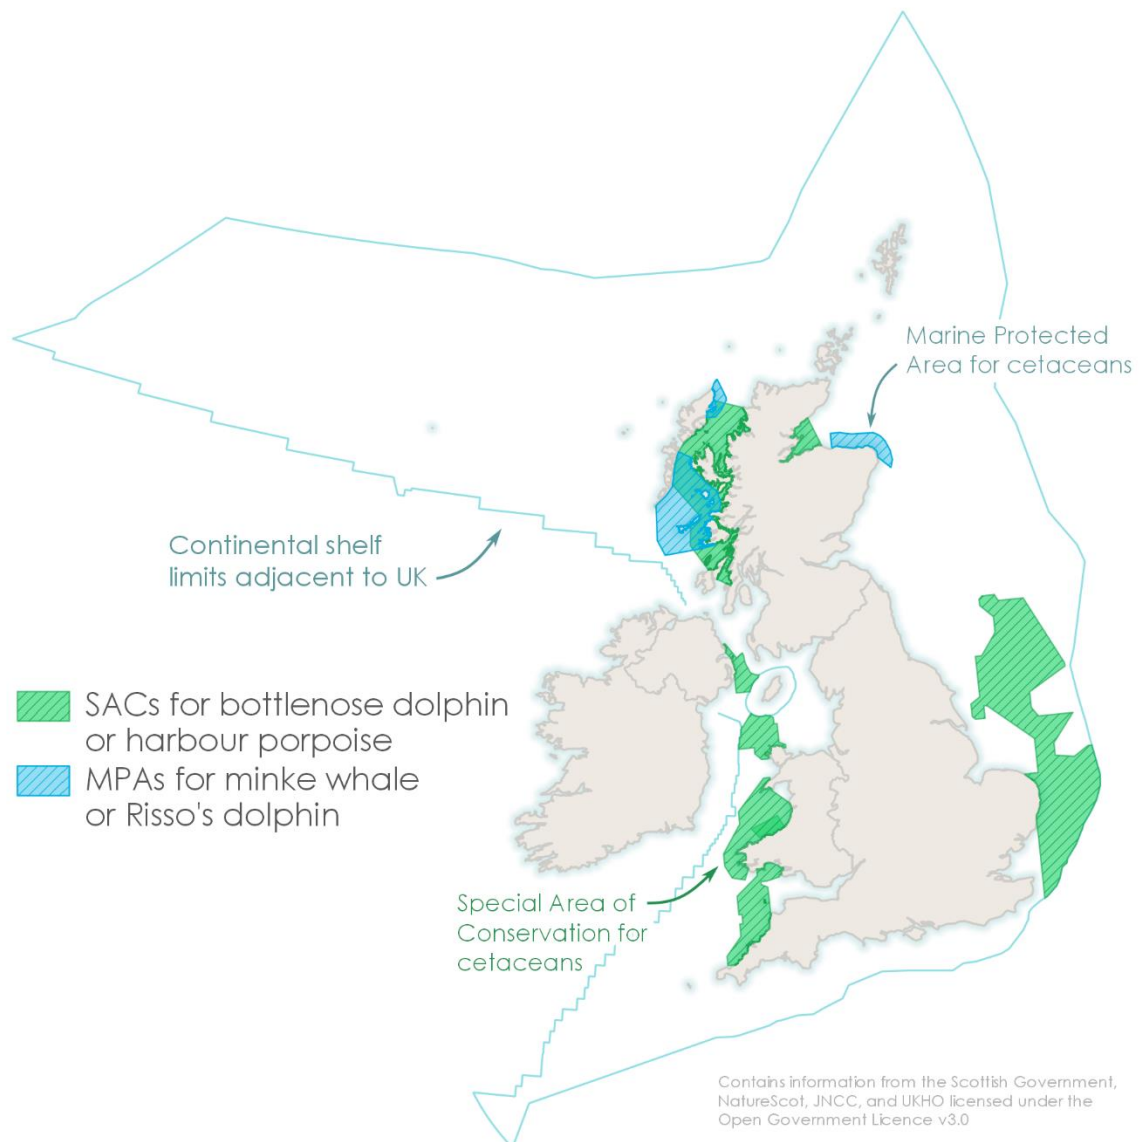 Marine Protected
Area for cetaceans
Continental shelf
limits adjacent to UK
SACs for bottlenose dolphin
or harbour porpoise
MPAs for minke whale
or Risso's dolphin
Special Area of
Conservation for
cetaceans
Contains information from the Scottish Government,
NatureScot, JNCC, and UKHO licensed under the
Open Government Licence v3.0